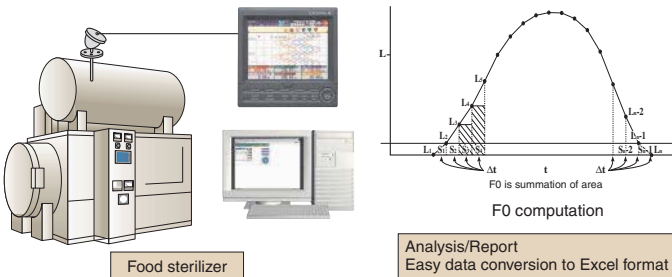 L
L₁
L₂
L₃
L₄
L₅
Lₙ-2
Lₙ-1
Lₙ
S₁ S₂ S₃ S₄ Sₙ-2 Sₙ-1
Δt t Δt
F0 is summation of area
F0 computation
Food sterilizer
Analysis/Report
Easy data conversion to Excel format